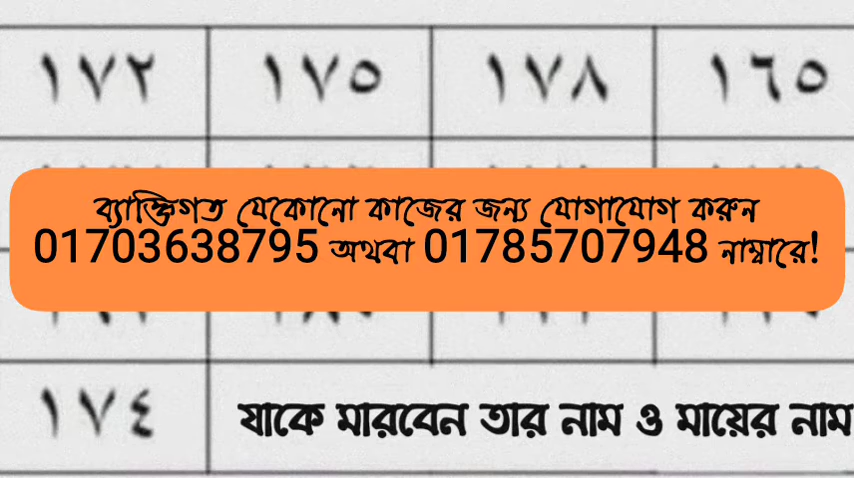 ١٧٢ ١٧٥ ١٧٨ ١٦٥
ব্যাক্তিগত যেকোনো কাজের জন্য যোগাযোগ করুন
01703638795 অথবা 01785707948 নাম্বারে!
١٧٤ যাকে মারবেন তার নাম ও মায়ের নাম